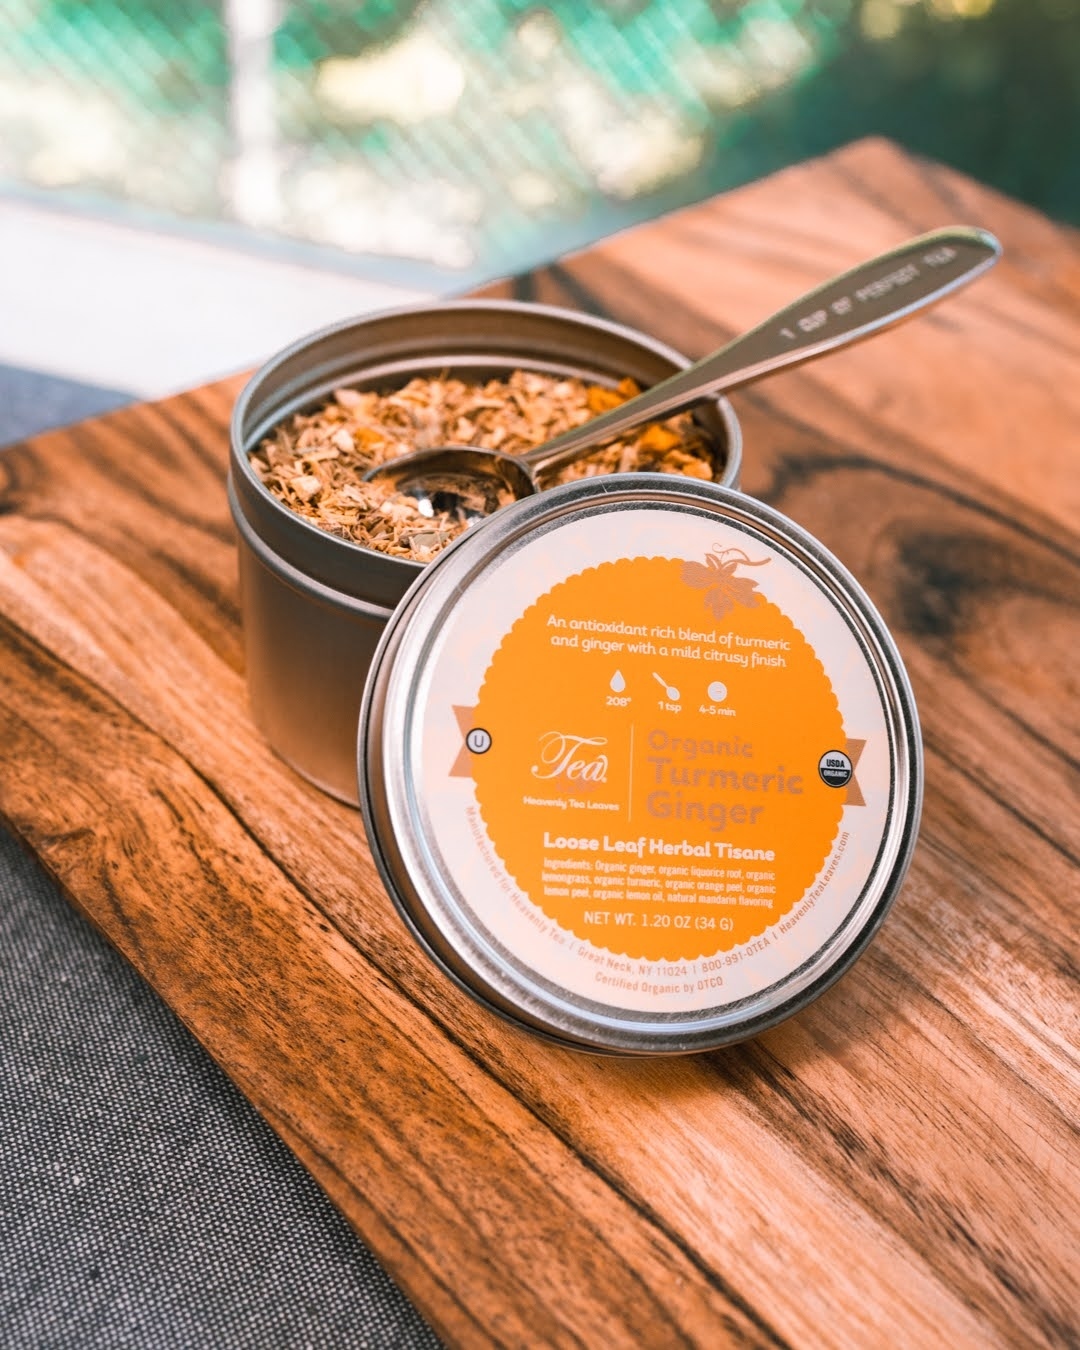 1 CUP OF PERFECT TEA
An antioxidant rich blend of turmeric
and ginger with a mild citrusy finish
208° 1 tsp 4-5 min
U
Tea
Heavenly Tea Leaves
Organic
Turmeric
Ginger
USDA
ORGANIC
Loose Leaf Herbal Tisane
Ingredients: Organic ginger, organic liquorice root, organic
lemongrass, organic turmeric, organic orange peel, organic
lemon peel, organic lemon oil, natural mandarin flavoring
NET WT. 1.20 OZ (34 G)
Manufactured for Heavenly Tea | Great Neck, NY 11024 | 800-991-0TEA | HeavenlyTeaLeaves.com
Certified Organic by OTCO